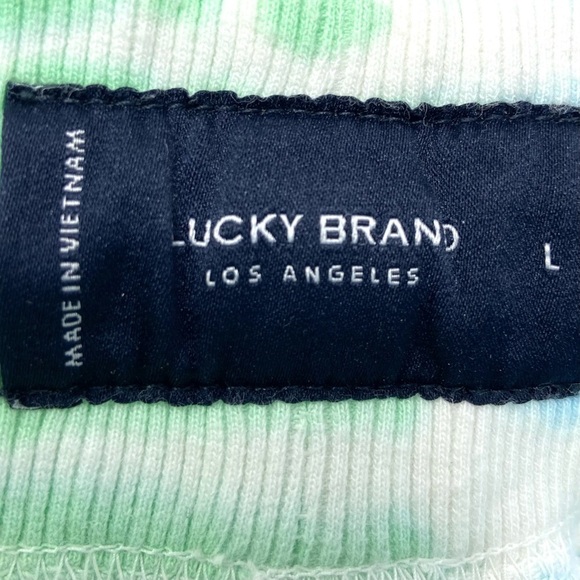 MADE IN VIETNAM
LUCKY BRAND
LOS ANGELES
L